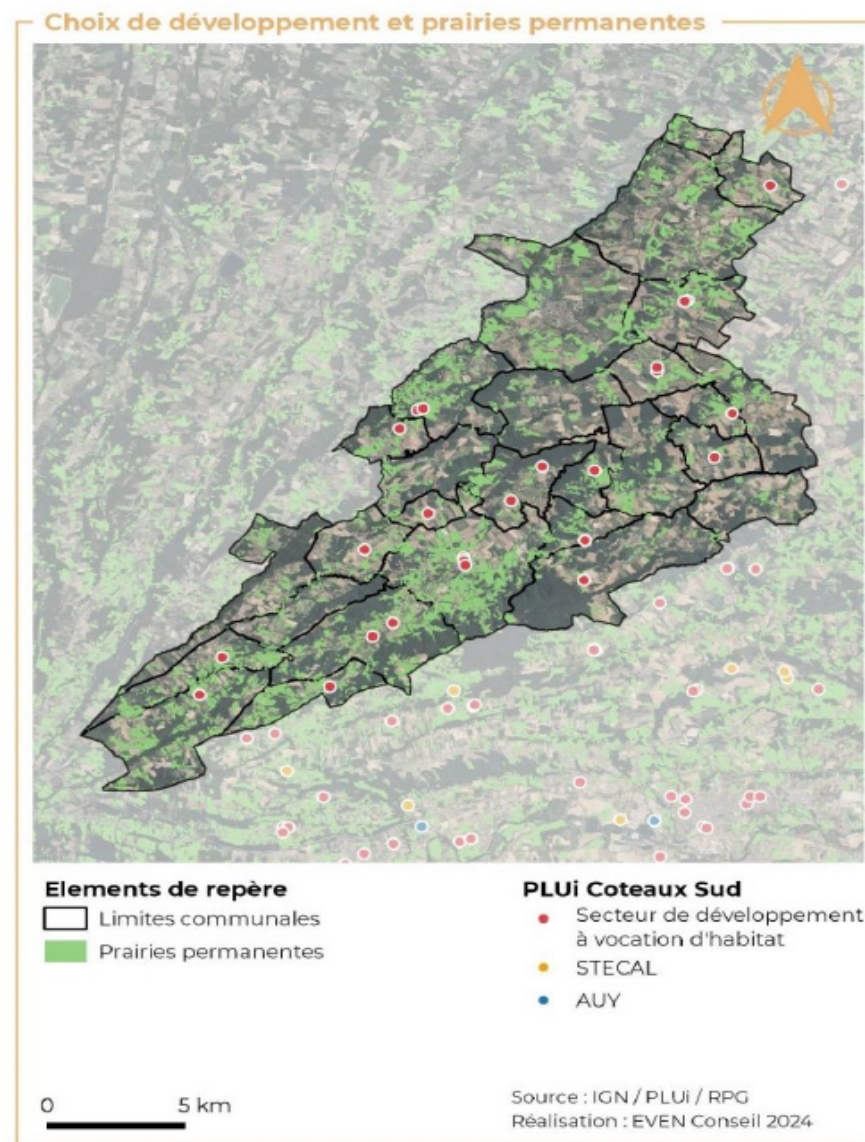 Choix de développement et prairies permanentes
Elements de repère
Limites communales
Prairies permanentes
PLUi Coteaux Sud
Secteur de développement
à vocation d'habitat
STECAL
AUY
0 5 km
Source : IGN / PLUi / RPG
Réalisation : EVEN Conseil 2024